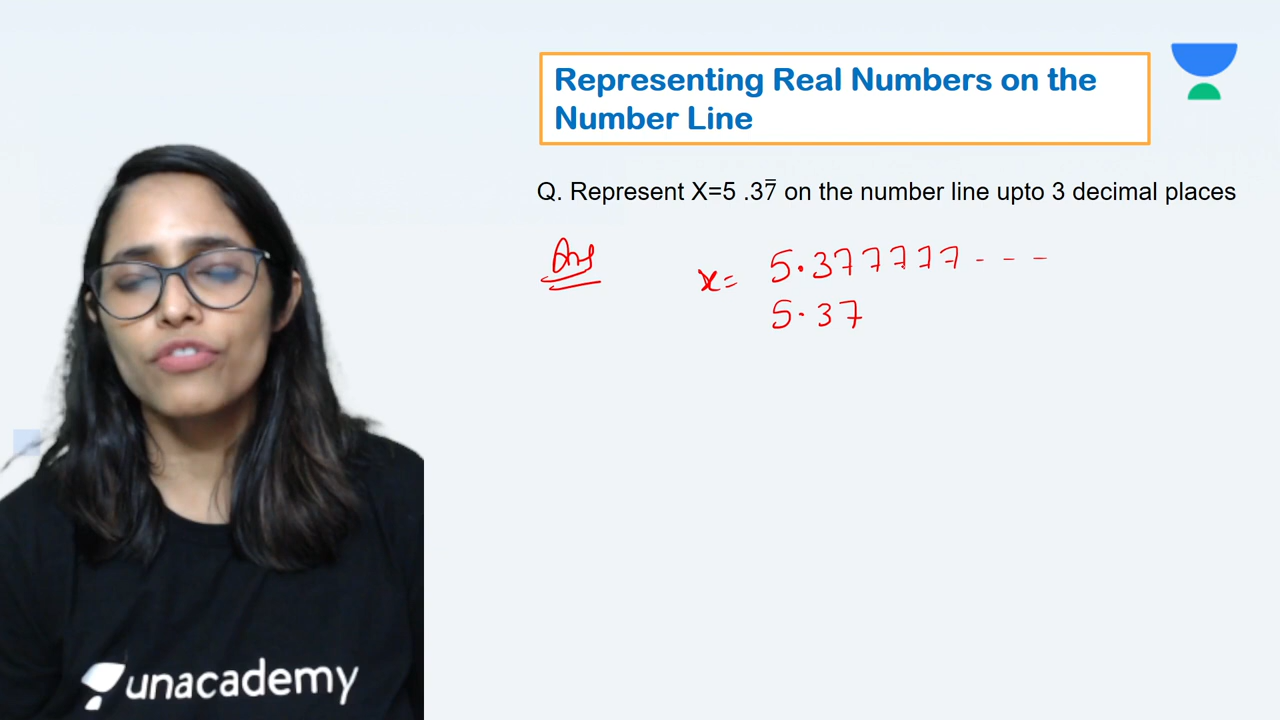 Representing Real Numbers on the
Number Line
Q. Represent X=5 .37̅ on the number line upto 3 decimal places
Ans
x= 5.377777---
5.37
unacademy